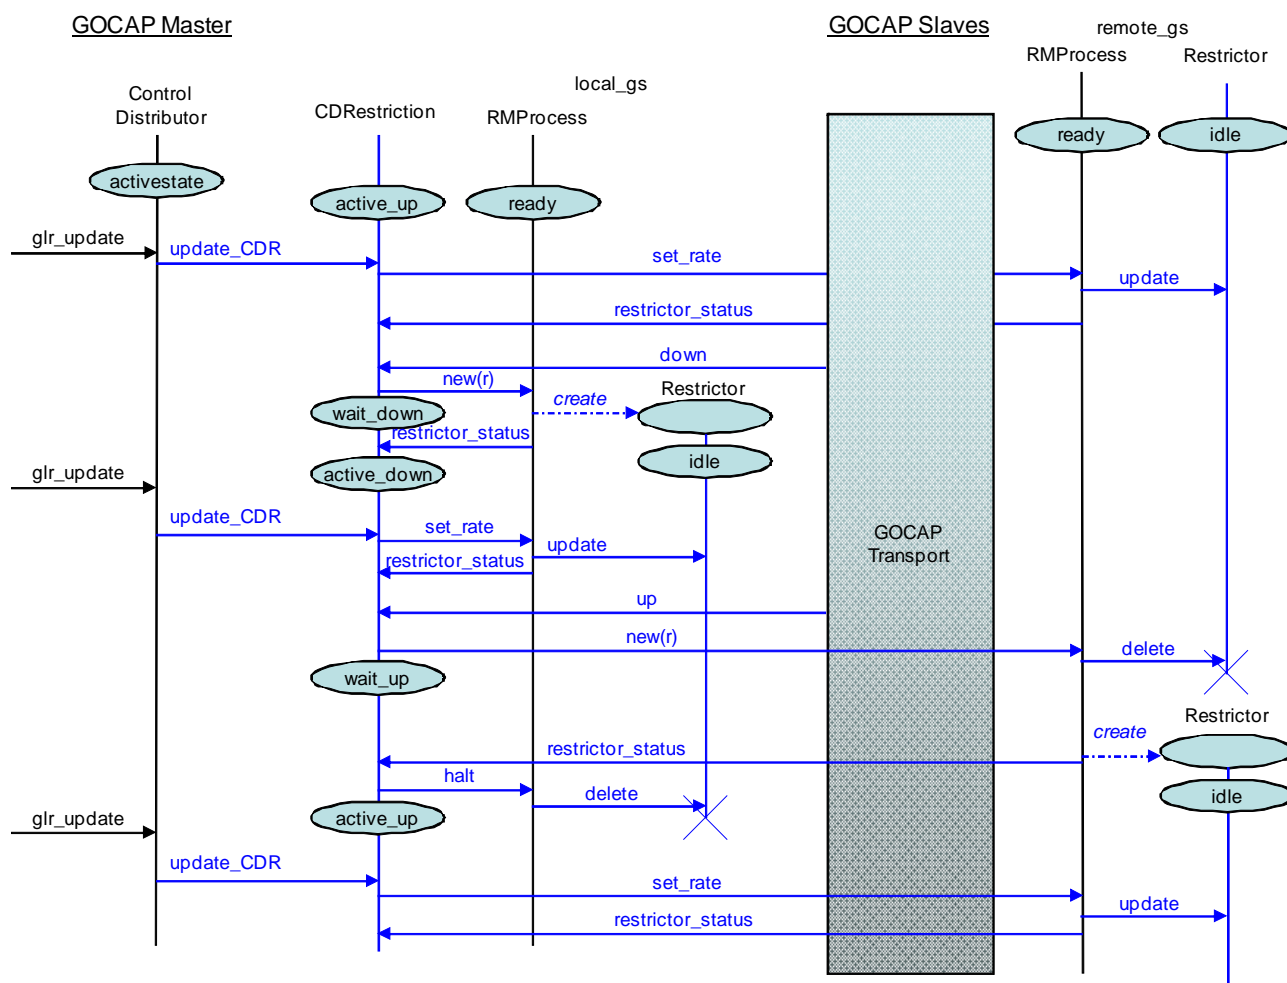 GOCAP Master
GOCAP Slaves
remote_gs
RMProcess
Restrictor
local_gs
Control
Distributor
CDRestriction
RMProcess
ready
idle
activestate
active_up
ready
glr_update
update_CDR
set_rate
update
restrictor_status
down
new(r)
Restrictor
create
wait_down
restrictor_status
idle
active_down
glr_update
update_CDR
set_rate
update
GOCAP
Transport
restrictor_status
up
new(r)
delete
wait_up
Restrictor
create
restrictor_status
halt
delete
idle
active_up
glr_update
update_CDR
set_rate
update
restrictor_status